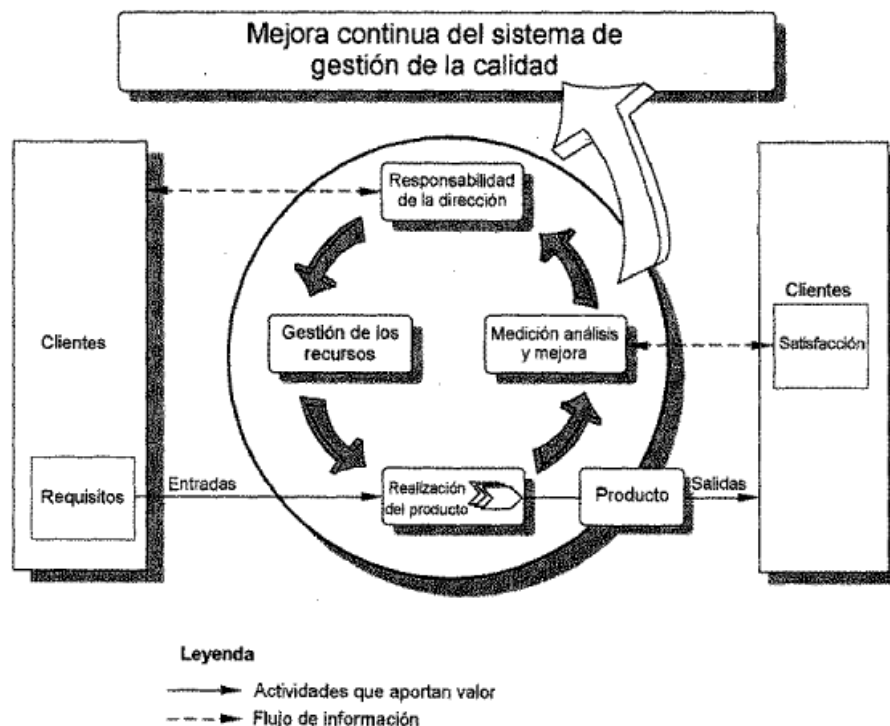 Mejora continua del sistema de
gestión de la calidad
Responsabilidad
de la dirección
Clientes
Gestión de los
recursos
Medición análisis
y mejora
Clientes
Satisfacción
Requisitos
Entradas
Realización
del producto
Producto
Salidas
Leyenda
Actividades que aportan valor
Flujo de información